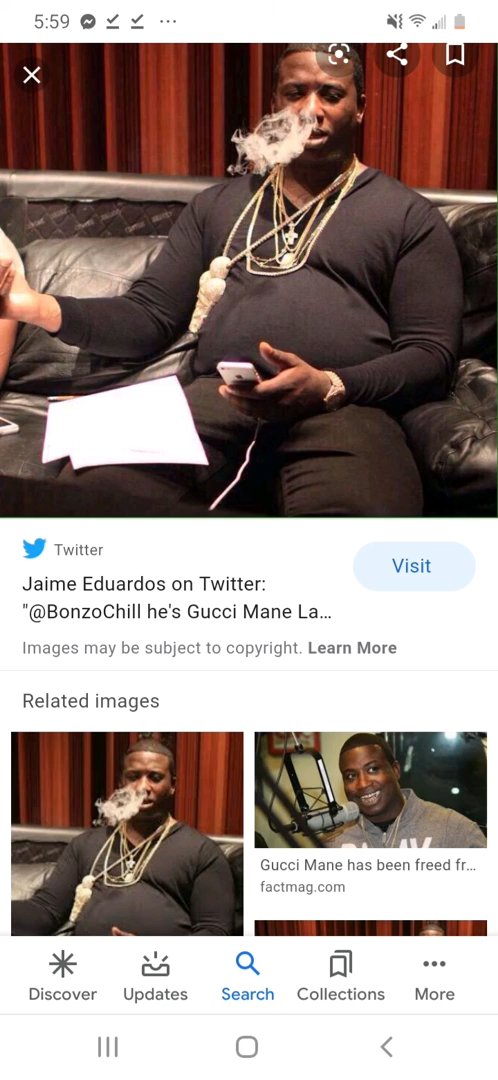 5:59
Twitter
Visit
Jaime Eduardos on Twitter:
"@BonzoChill he's Gucci Mane La...
Images may be subject to copyright. Learn More
Related images
Gucci Mane has been freed fr...
factmag.com
Discover
Updates
Search
Collections
More